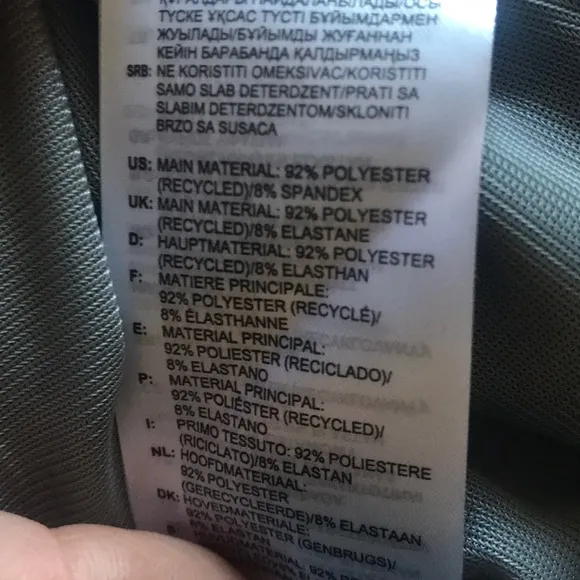 ТҮСКЕ ҰҚСАС ТҮСТІ БҰЙЫМДАРМЕН
ЖУЫЛАДЫ/БҰЙЫМДЫ ЖУҒАННАН
КЕЙІН БАРАБАНДА ҚАЛДЫРМАҢЫЗ
SRB: NE KORISTITI OMEKSIVAC/KORISTITI
SAMO SLAB DETERDZENT/PRATI SA
SLABIM DETERDZENTOM/SKLONITI
BRZO SA SUSACA
US: MAIN MATERIAL: 92% POLYESTER
(RECYCLED)/8% SPANDEX
UK: MAIN MATERIAL: 92% POLYESTER
(RECYCLED)/8% ELASTANE
D: HAUPTMATERIAL: 92% POLYESTER
(RECYCLED)/8% ELASTHAN
F: MATIERE PRINCIPALE:
92% POLYESTER (RECYCLÉ)/
8% ÉLASTHANNE
E: MATERIAL PRINCIPAL:
92% POLIESTER (RECICLADO)/
8% ELASTANO
P: MATERIAL PRINCIPAL:
92% POLIÉSTER (RECYCLED)/
8% ELASTANO
I: PRIMO TESSUTO: 92% POLIESTERE
(RICICLATO)/8% ELASTAN
NL: HOOFDMATERIAAL:
92% POLYESTER
(GERECYCLEERDE)/8% ELASTAAN
DK: HOVEDMATERIALE:
92% POLYESTER (GENBRUGS)/
8% ELASTAN